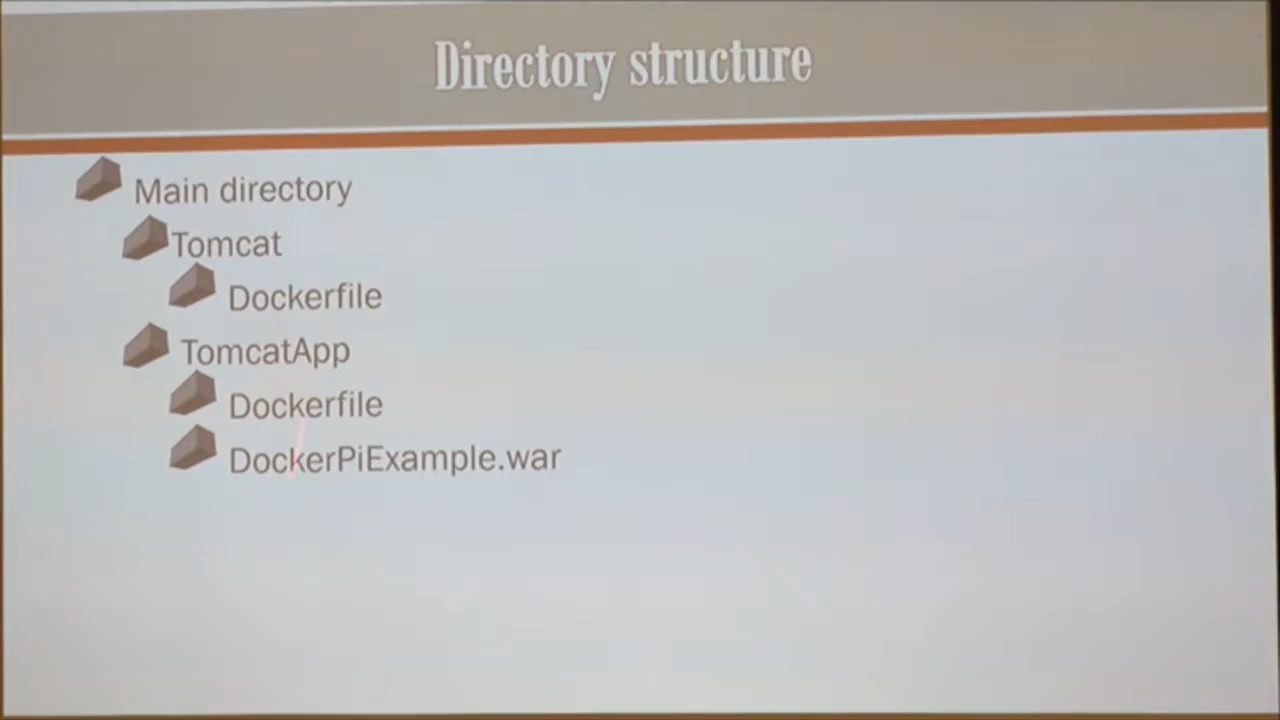 Directory structure
Main directory
Tomcat
Dockerfile
TomcatApp
Dockerfile
DockerPiExample.war